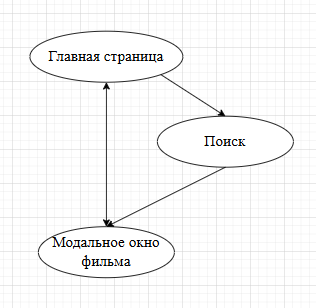 Главная страница
Поиск
Модальное окно
фильма